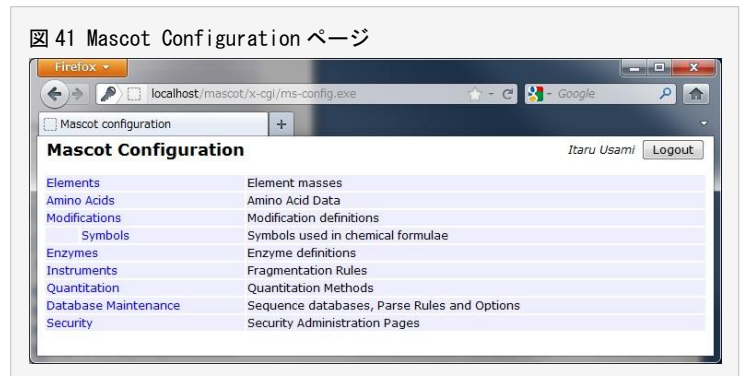 図 41 Mascot Configuration ページ
Firefox
localhost/mascot/x-cgi/ms-config.exe
Google
Mascot configuration
+
Mascot Configuration
Itaru Usami Logout
Elements Element masses
Amino Acids Amino Acid Data
Modifications Modification definitions
Symbols Symbols used in chemical formulae
Enzymes Enzyme definitions
Instruments Fragmentation Rules
Quantitation Quantitation Methods
Database Maintenance Sequence databases, Parse Rules and Options
Security Security Administration Pages